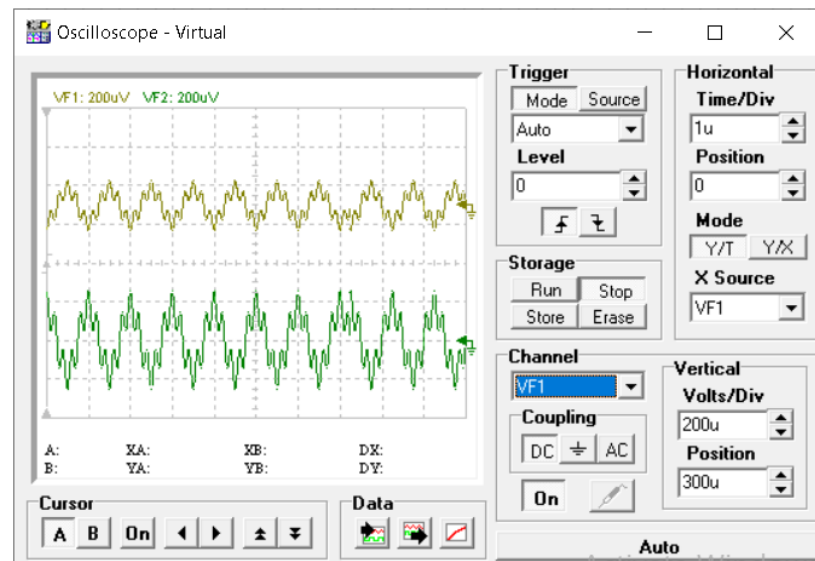 Oscilloscope - Virtual
VF1: 200uV VF2: 200uV
A: XA: XB: DX:
B: YA: YB: DY:
Cursor
A B On
Data
Trigger
Mode Source
Auto
Level
0
Storage
Run Stop
Store Erase
Channel
VF1
Coupling
DC AC
On
Horizontal
Time/Div
1u
Position
0
Mode
Y/T Y/X
X Source
VF1
Vertical
Volts/Div
200u
Position
300u
Auto